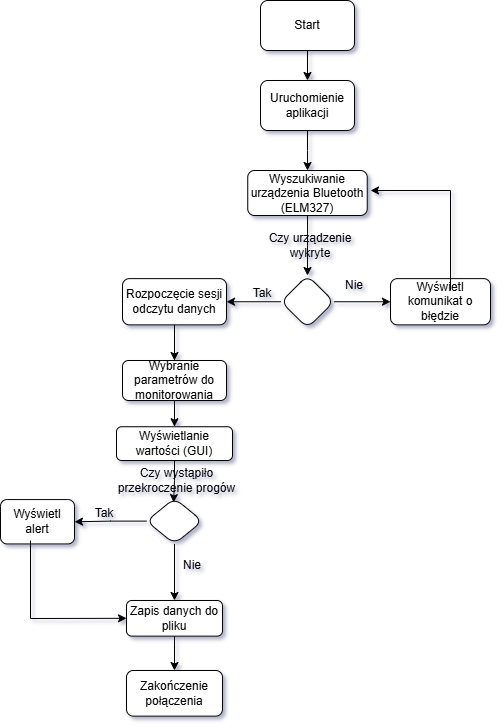 Start
Uruchomienie
aplikacji
Wyszukiwanie
urządzenia Bluetooth
(ELM327)
Czy urządzenie
wykryte
Tak
Nie
Rozpoczęcie sesji
odczytu danych
Wyświetl
komunikat o
błędzie
Wybranie
parametrów do
monitorowania
Wyświetlanie
wartości (GUI)
Czy wystąpiło
przekroczenie progów
Wyświetl
alert
Tak
Nie
Zapis danych do
pliku
Zakończenie
połączenia